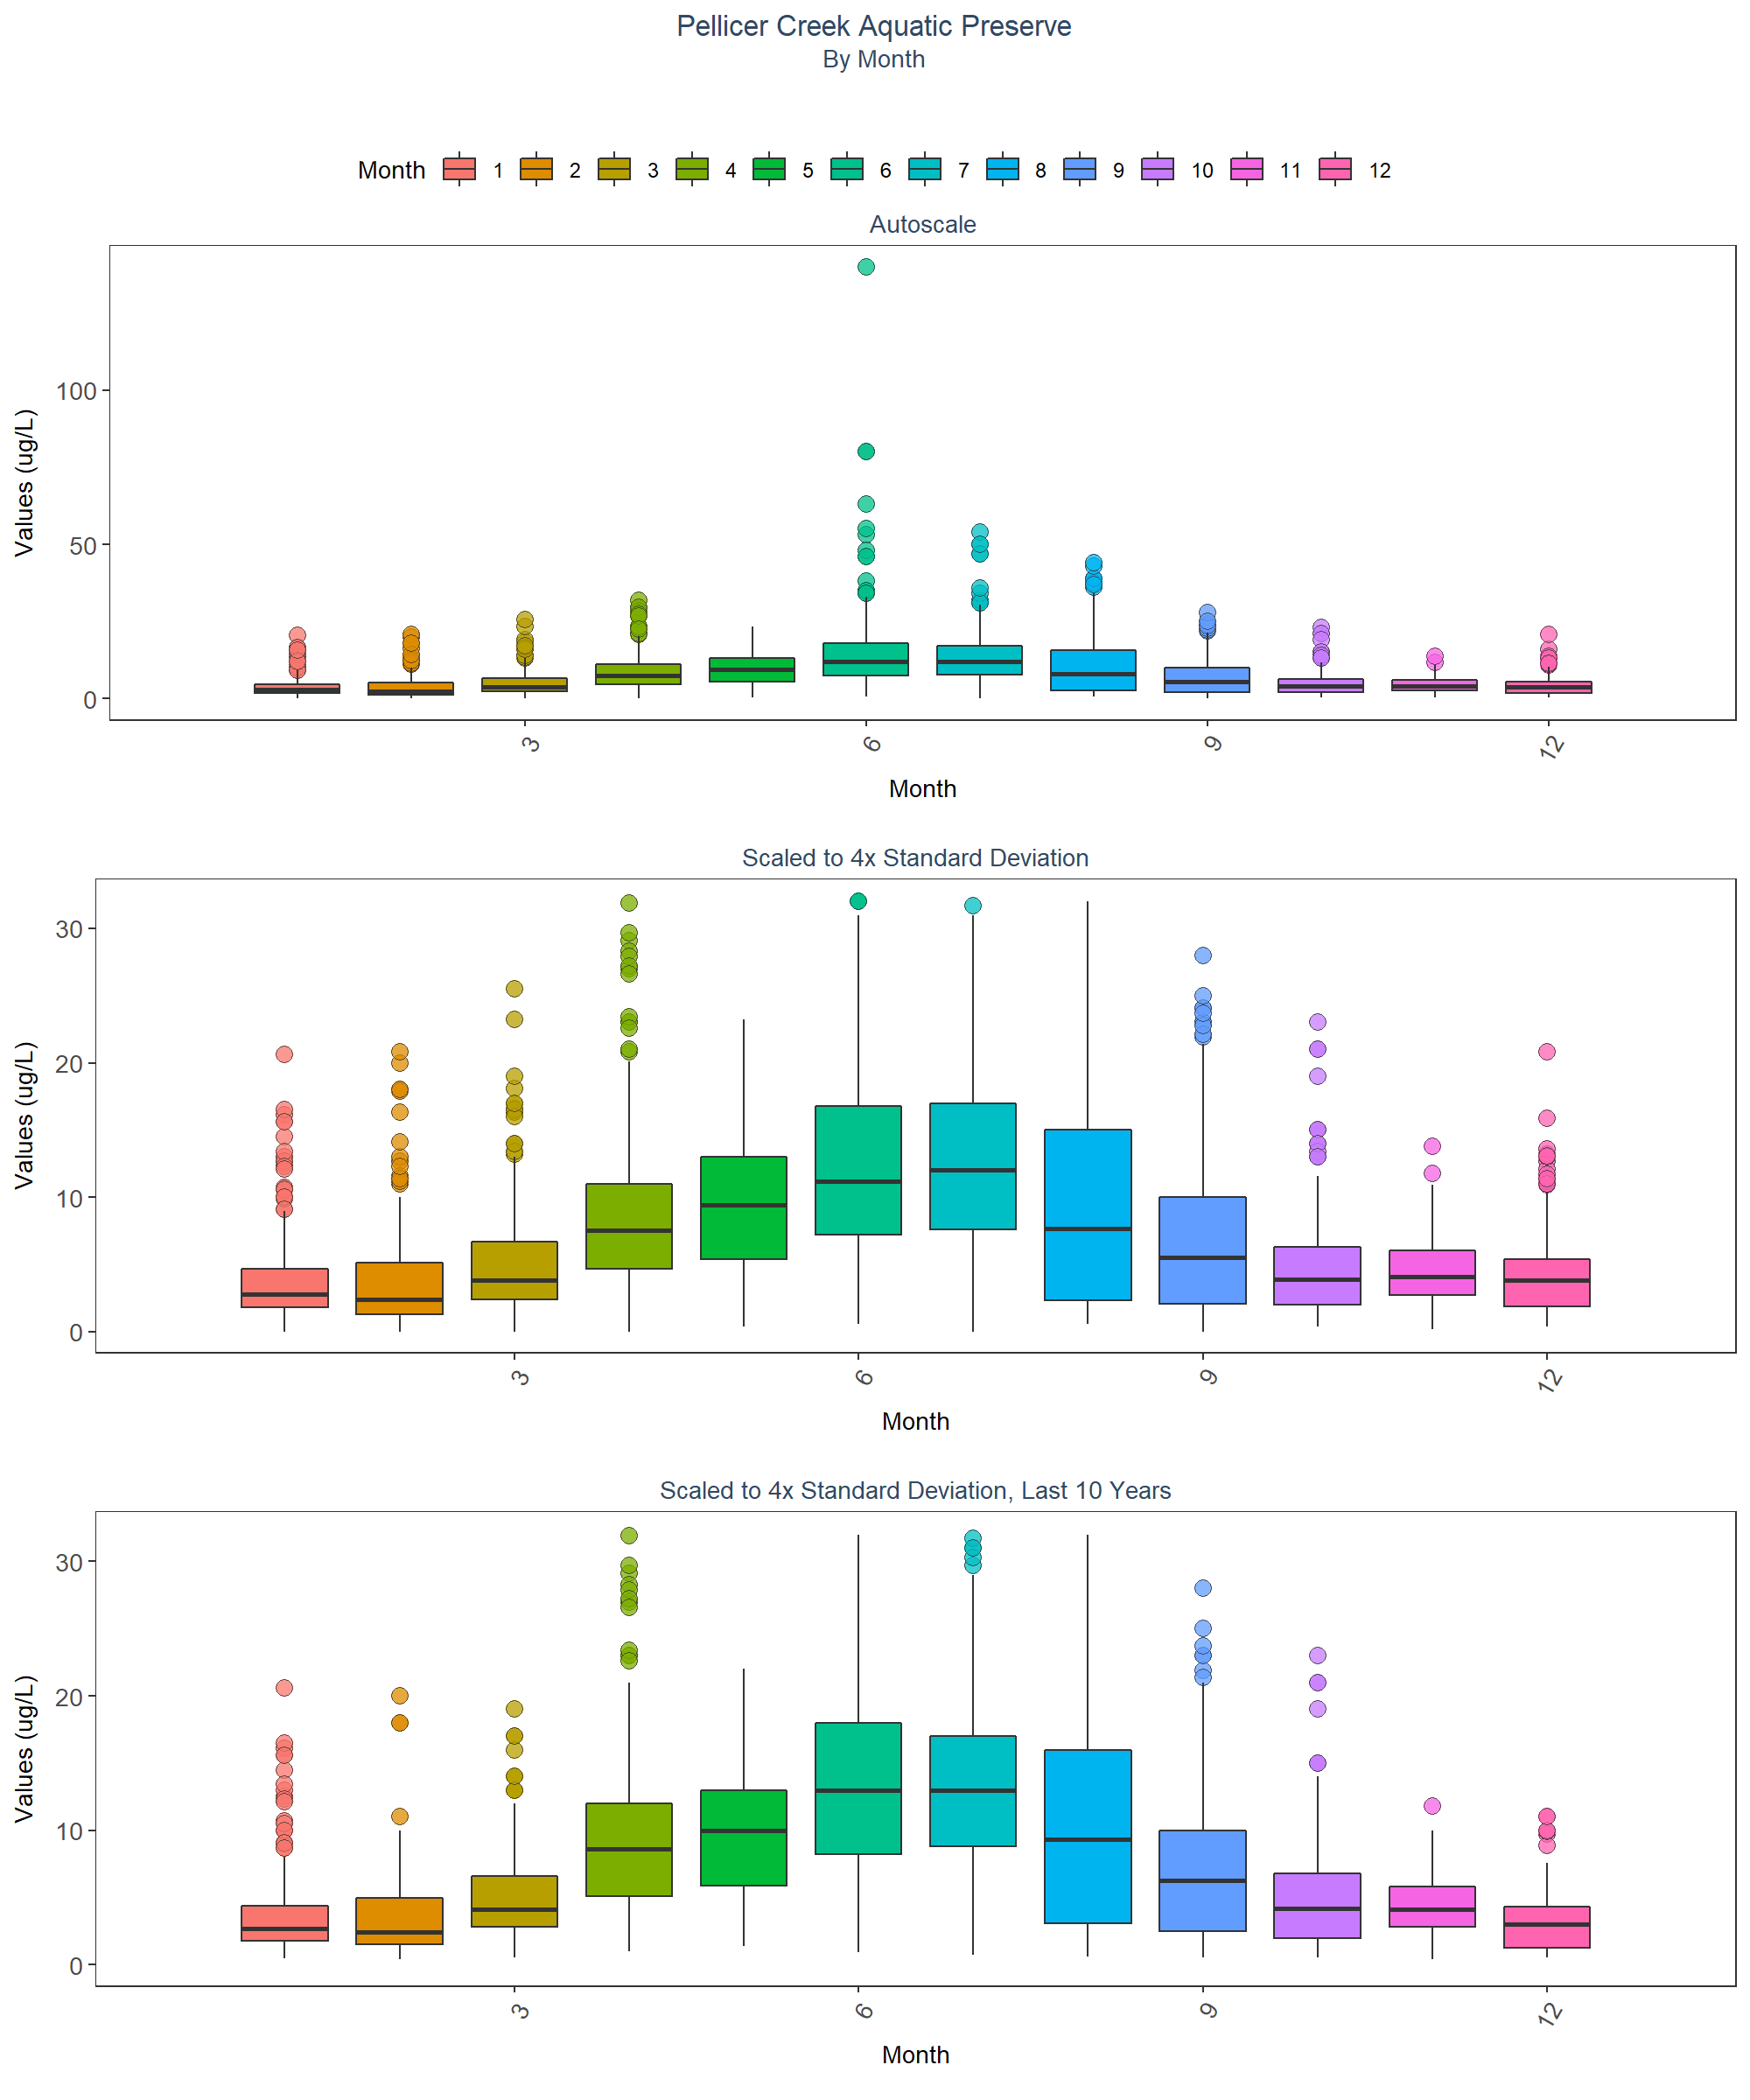 Pellicer Creek Aquatic Preserve
By Month
Month 1 2 3 4 5 6 7 8 9 10 11 12
Autoscale
Values (ug/L)
100
50
0
3 6 9 12
Month
Scaled to 4x Standard Deviation
Values (ug/L)
30
20
10
0
3 6 9 12
Month
Scaled to 4x Standard Deviation, Last 10 Years
Values (ug/L)
30
20
10
0
3 6 9 12
Month